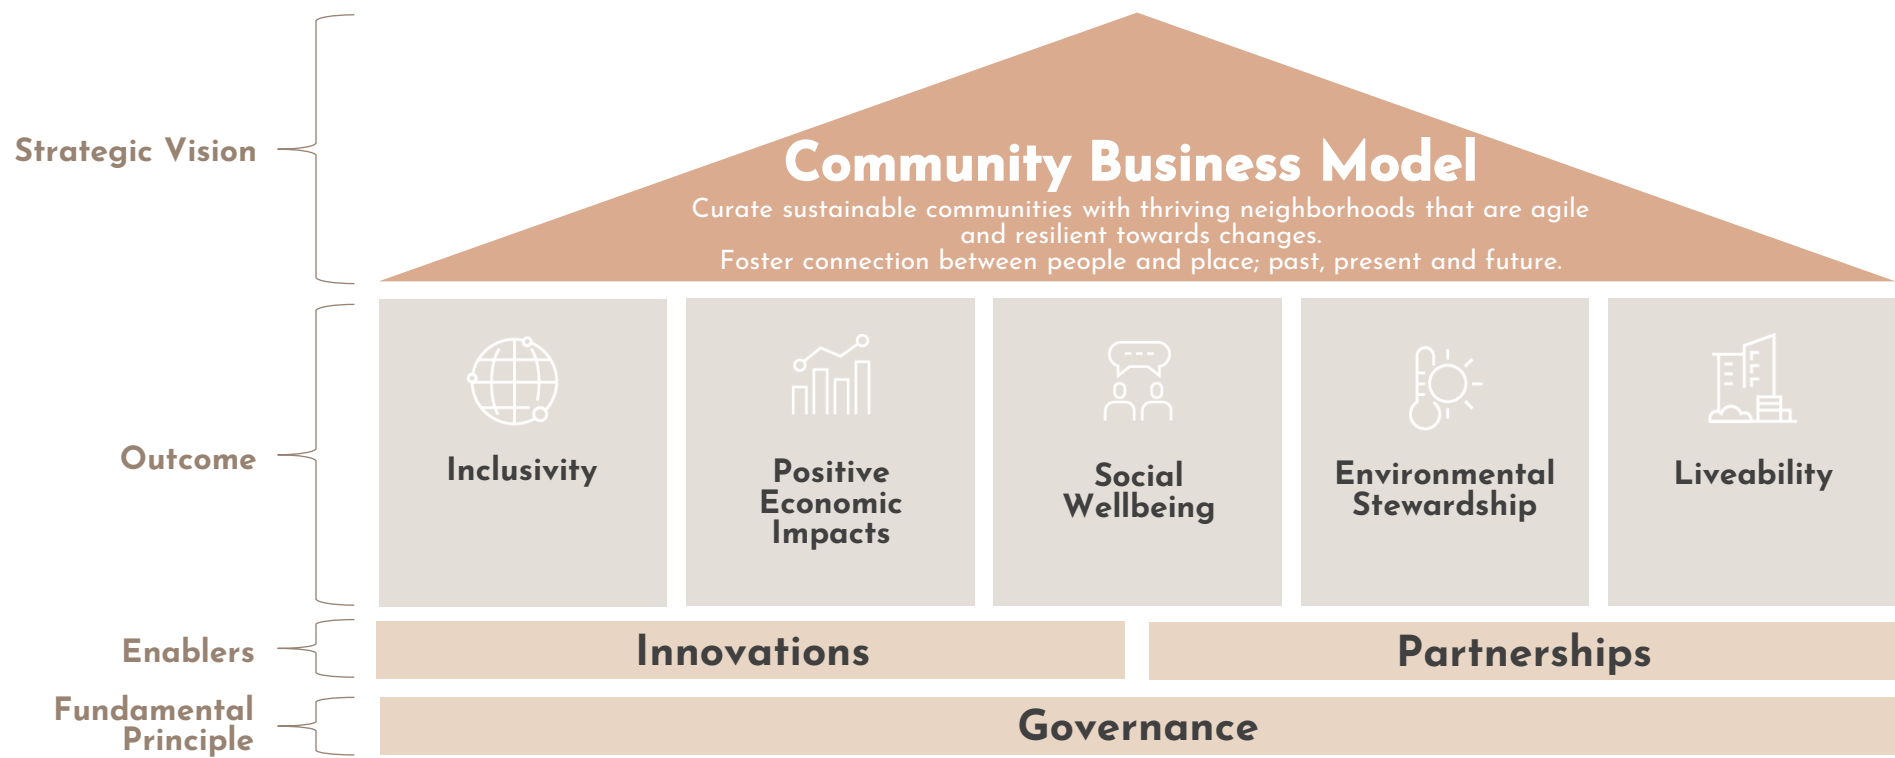 Strategic Vision
Community Business Model
Curate sustainable communities with thriving neighborhoods that are agile
and resilient towards changes.
Foster connection between people and place; past, present and future.
Outcome
Inclusivity
Positive
Economic
Impacts
Social
Wellbeing
Environmental
Stewardship
Liveability
Enablers
Innovations
Partnerships
Fundamental
Principle
Governance